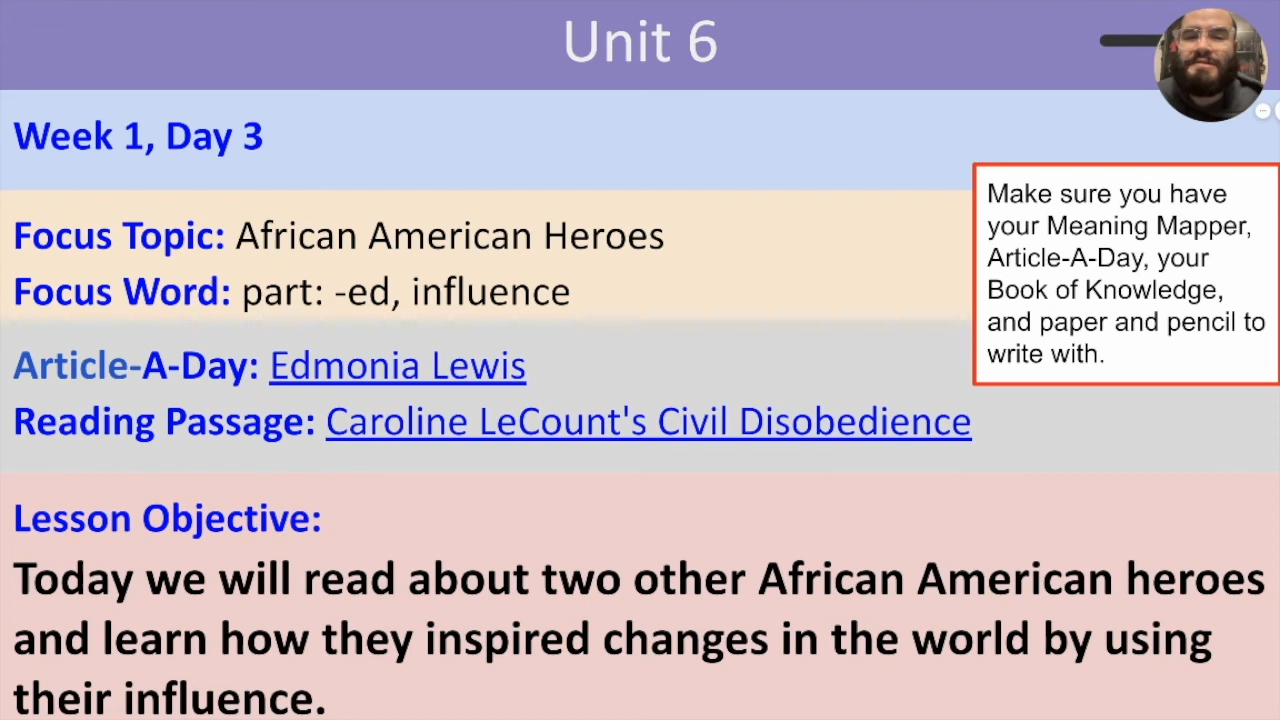 Unit 6
Week 1, Day 3
Focus Topic: African American Heroes
Focus Word: part: -ed, influence
Make sure you have
your Meaning Mapper,
Article-A-Day, your
Book of Knowledge,
and paper and pencil to
write with.
Article-A-Day: Edmonia Lewis
Reading Passage: Caroline LeCount's Civil Disobedience
Lesson Objective:
Today we will read about two other African American heroes
and learn how they inspired changes in the world by using
their influence.